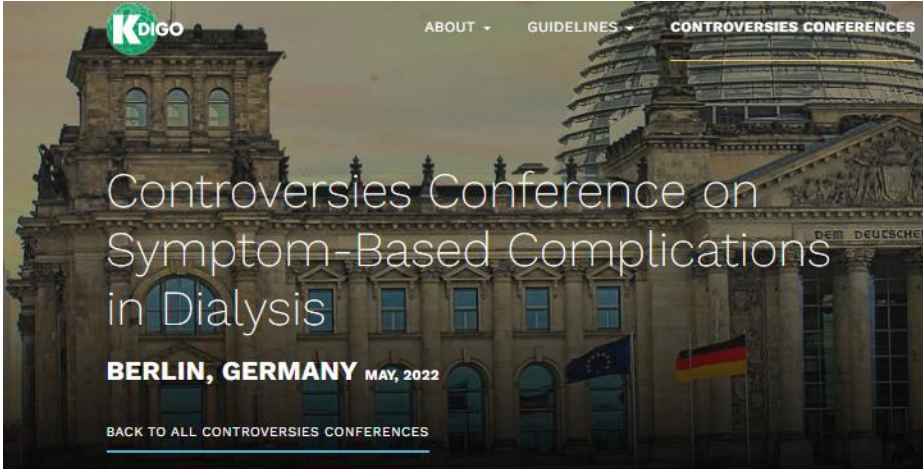 KDIGO
ABOUT GUIDELINES CONTROVERSIES CONFERENCES
Controversies Conference on
Symptom-Based Complications
in Dialysis
DEM DEUTSCHE
BERLIN, GERMANY MAY, 2022
BACK TO ALL CONTROVERSIES CONFERENCES